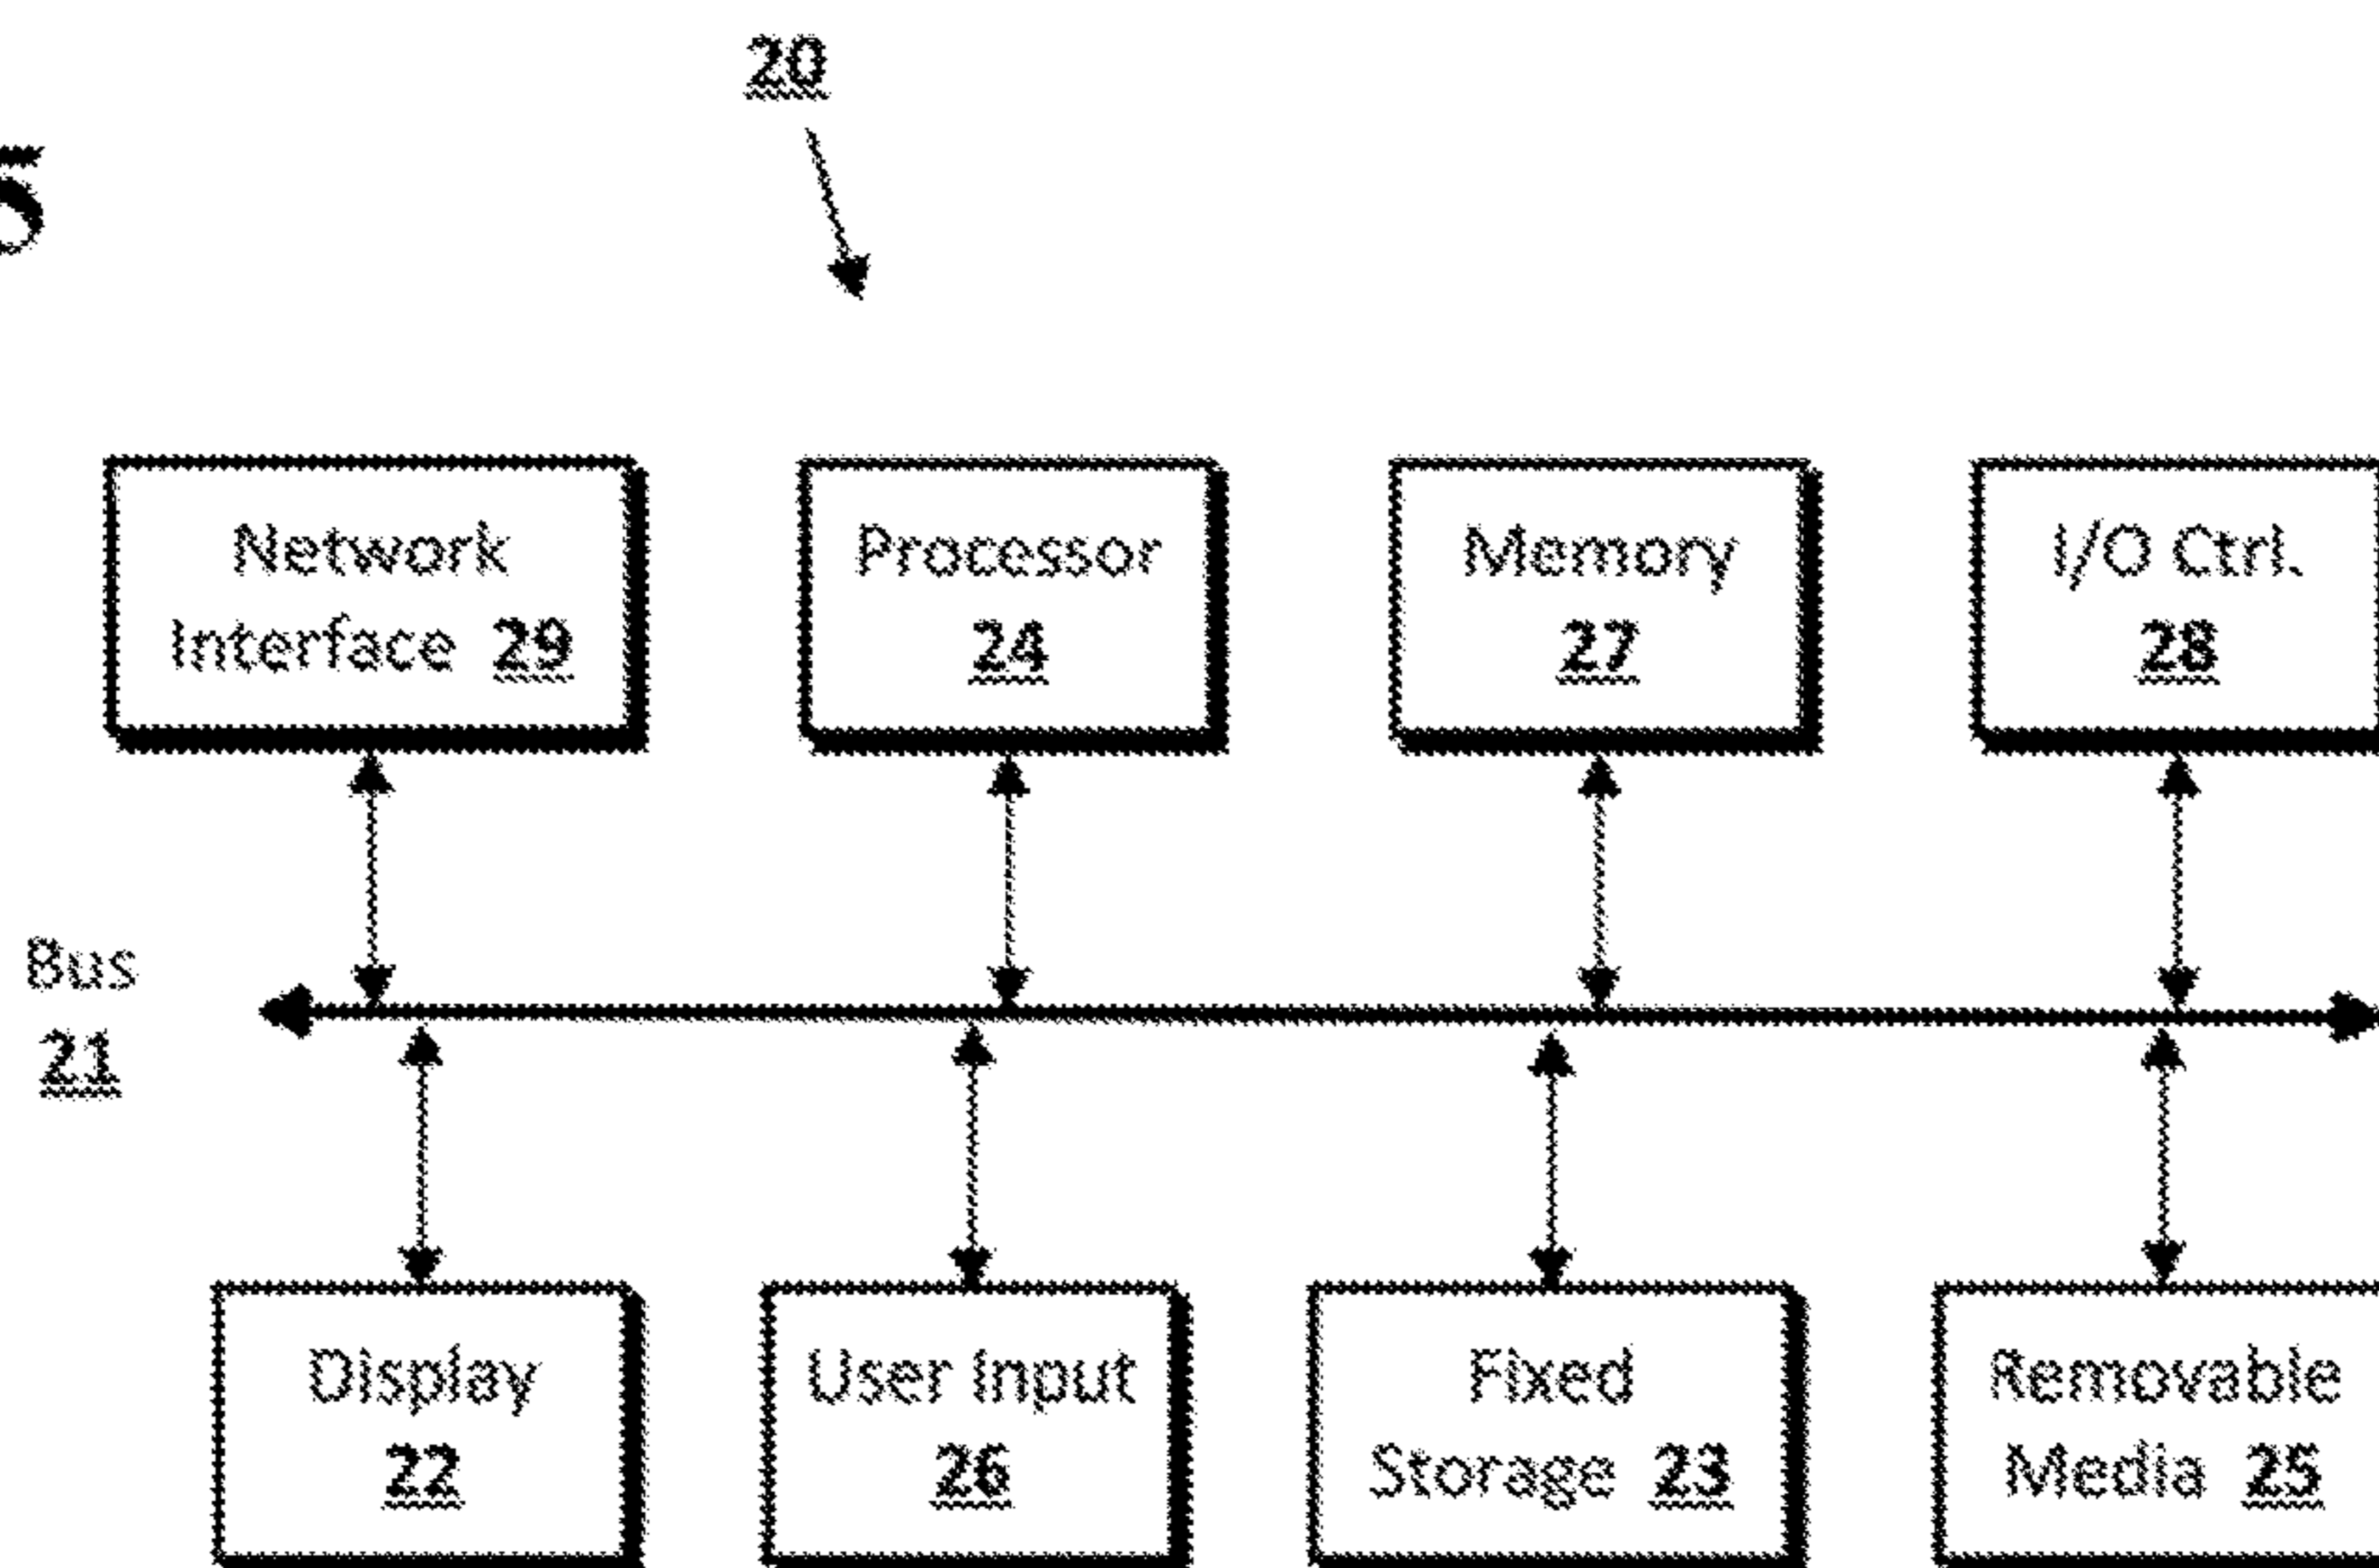 20
5
Network
Interface 29
Processor
24
Memory
27
I/O Ctrl.
28
Bus
21
Display
22
User Input
26
Fixed
Storage 23
Removable
Media 25